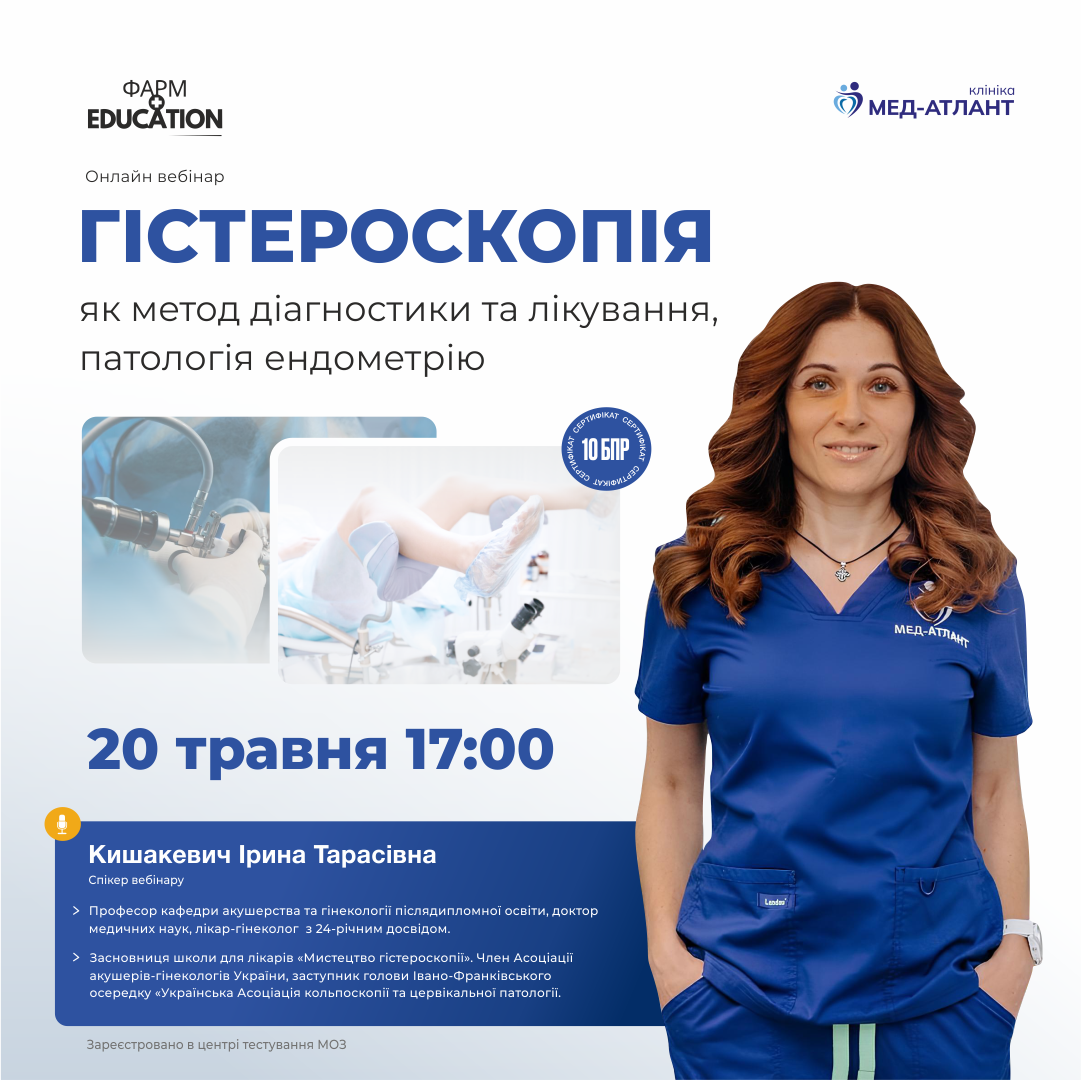 ФАРМ
EDUCATION
клініка
МЕД-АТЛАНТ
Онлайн вебінар
ГІСТЕРОСКОПІЯ
як метод діагностики та лікування,
патологія ендометрію
СЕРТИФІКАТ СЕРТИФІКАТ СЕРТИФІКАТ СЕРТИФІКАТ
10 БПР
МЕД-АТЛАНТ
20 травня 17:00
Landau
Кишакевич Ірина Тарасівна
Спікер вебінару
Професор кафедри акушерства та гінекології післядипломної освіти, доктор
медичних наук, лікар-гінеколог з 24-річним досвідом.
Засновниця школи для лікарів «Мистецтво гістероскопії». Член Асоціації
акушерів-гінекологів України, заступник голови Івано-Франківського
осередку «Українська Асоціація кольпоскопії та цервікальної патології.
Зареєстровано в центрі тестування МОЗ